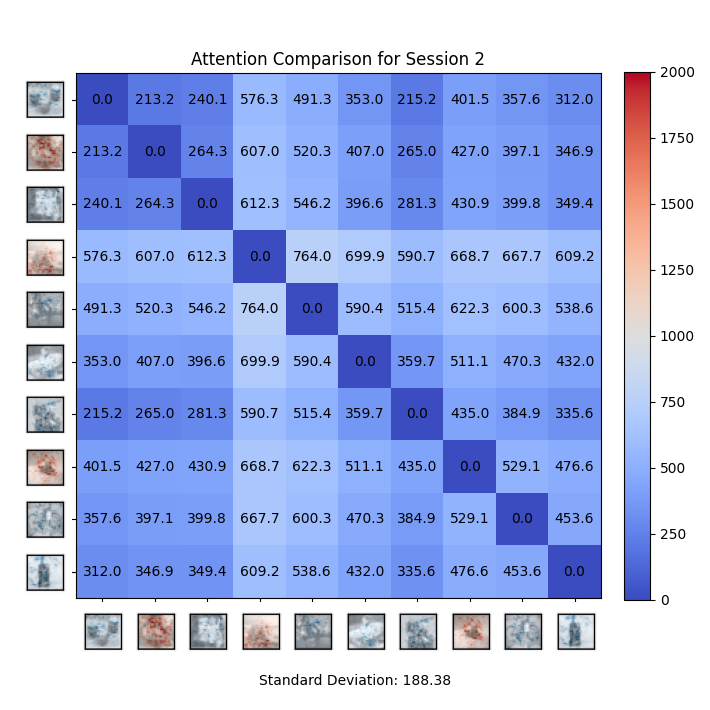 Attention Comparison for Session 2
0.0 213.2 240.1 576.3 491.3 353.0 215.2 401.5 357.6 312.0
213.2 0.0 264.3 607.0 520.3 407.0 265.0 427.0 397.1 346.9
240.1 264.3 0.0 612.3 546.2 396.6 281.3 430.9 399.8 349.4
576.3 607.0 612.3 0.0 764.0 699.9 590.7 668.7 667.7 609.2
491.3 520.3 546.2 764.0 0.0 590.4 515.4 622.3 600.3 538.6
353.0 407.0 396.6 699.9 590.4 0.0 359.7 511.1 470.3 432.0
215.2 265.0 281.3 590.7 515.4 359.7 0.0 435.0 384.9 335.6
401.5 427.0 430.9 668.7 622.3 511.1 435.0 0.0 529.1 476.6
357.6 397.1 399.8 667.7 600.3 470.3 384.9 529.1 0.0 453.6
312.0 346.9 349.4 609.2 538.6 432.0 335.6 476.6 453.6 0.0
2000
1750
1500
1250
1000
750
500
250
0
Standard Deviation: 188.38